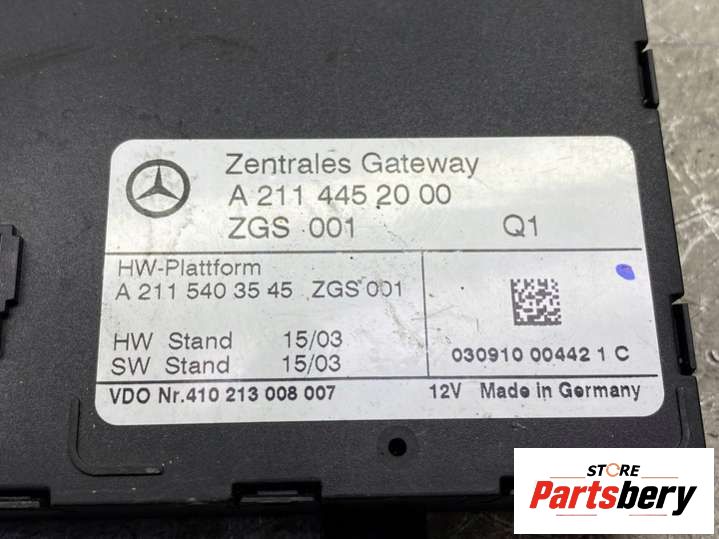 Zentrales Gateway
A 211 445 20 00
ZGS 001 Q1
HW-Plattform
A 211 540 35 45 ZGS 001
HW Stand 15/03
SW Stand 15/03
030910 00442 1 C
VDO Nr.410 213 008 007 12V Made in Germany
STORE
Partsbery